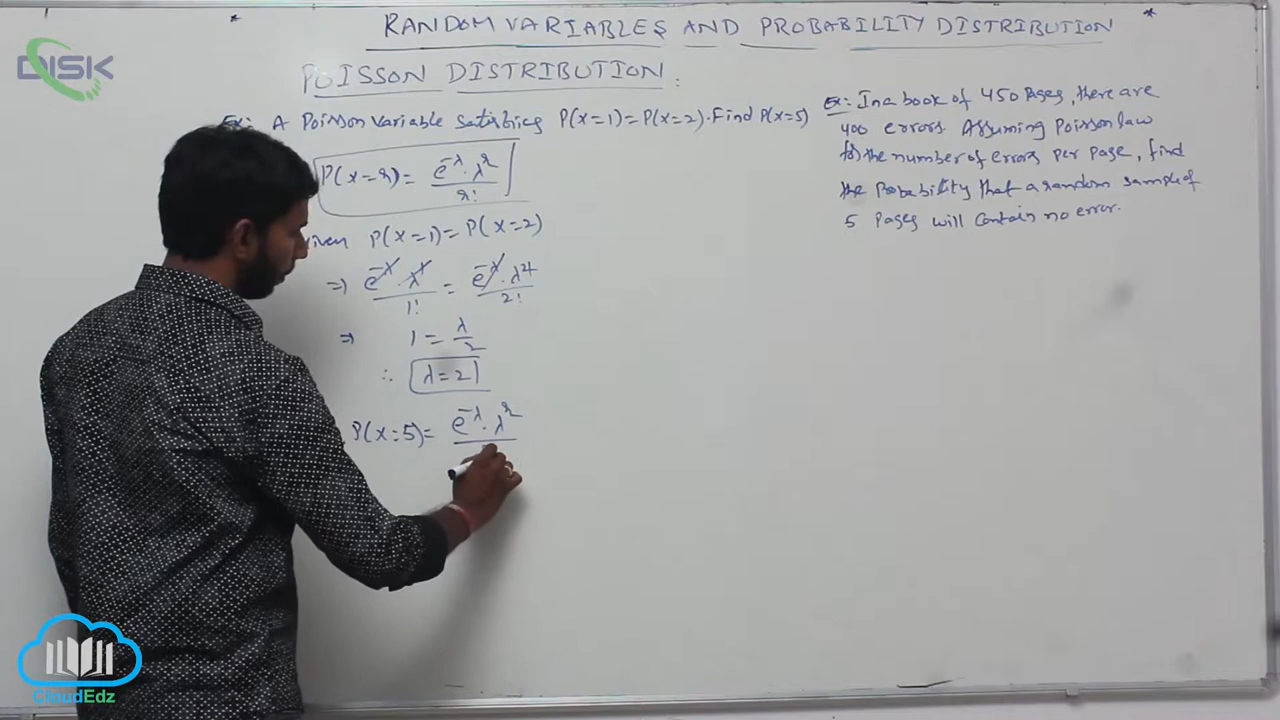 * RANDOM VARIABLES AND PROBABILITY DISTRIBUTION *
DISK
POISSON DISTRIBUTION:
Ex: A Poisson Variable Satisfies P(x=1)=P(x=2). Find P(x=5)
P(x=r) = e^-λ · λ^r / r!
P(x=1) = P(x=2)
⇒ e^-λ · λ^1 / 1! = e^-λ · λ^2 / 2!
⇒ 1 = λ/2
∴ λ=2
P(x=5) = e^-λ · λ^r
Ex: In a book of 450 Pages, there are
400 errors Assuming Poisson law
for the number of errors per page, find
the Probability that a random sample of
5 Pages will contain no error.
CloudEdz